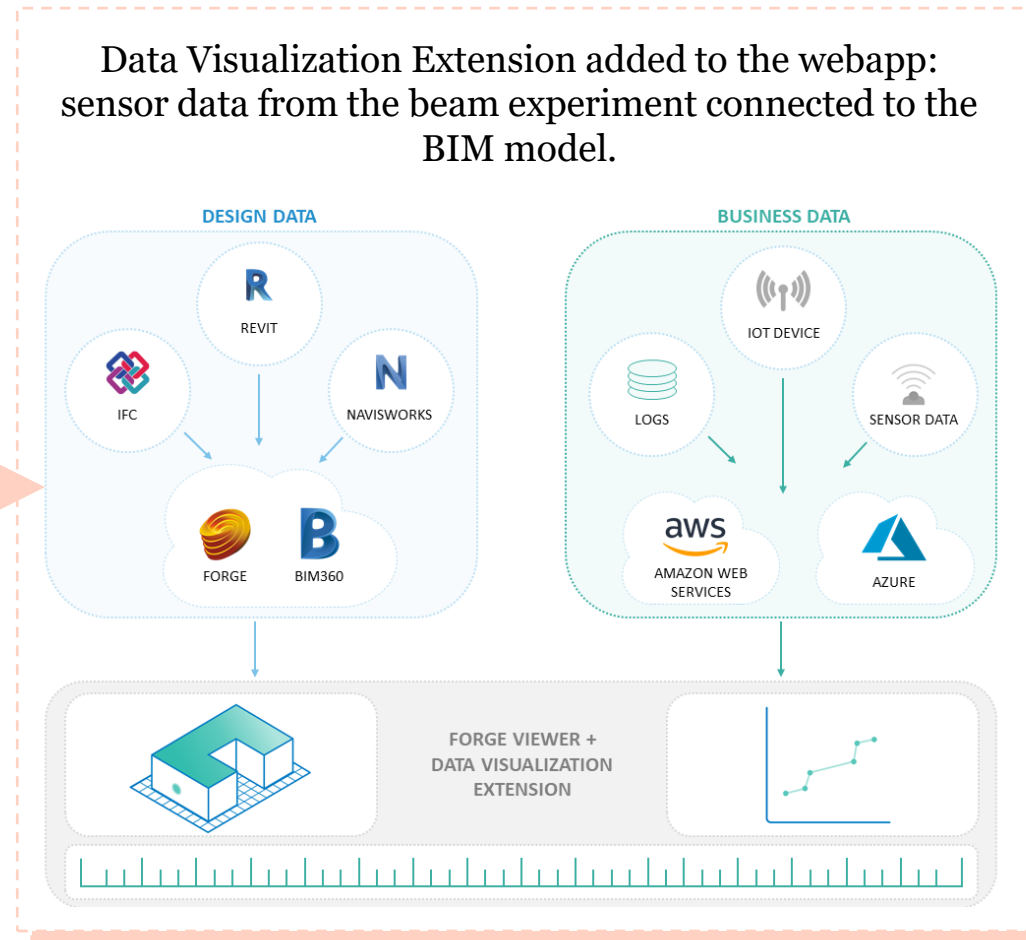 Data Visualization Extension added to the webapp:
sensor data from the beam experiment connected to the
BIM model.
DESIGN DATA
R
REVIT
IFC
N
NAVISWORKS
FORGE
B
BIM360
BUSINESS DATA
IOT DEVICE
LOGS
SENSOR DATA
aws
AMAZON WEB
SERVICES
AZURE
FORGE VIEWER +
DATA VISUALIZATION
EXTENSION